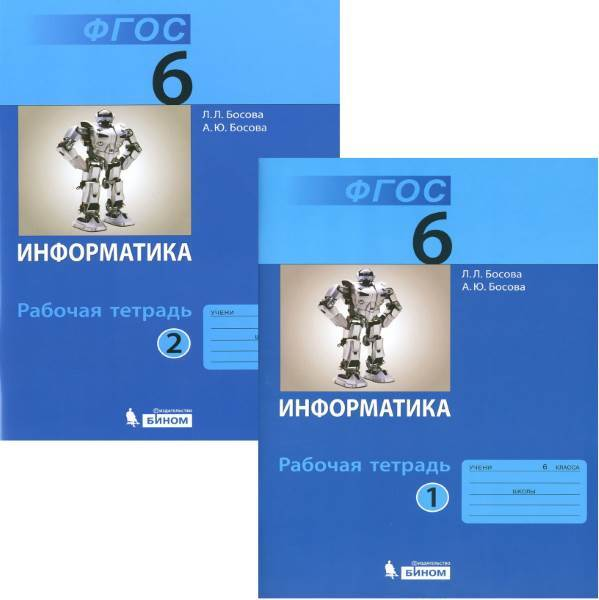 ФГОС
6
Л.Л. Босова
А.Ю. Босова
ИНФОРМАТИКА
Рабочая тетрадь
2
УЧЕНИ
издательство
БИНОМ
ФГОС
6
Л.Л. Босова
А.Ю. Босова
ИНФОРМАТИКА
Рабочая тетрадь
1
УЧЕНИ 6 КЛАССА
ШКОЛЫ
издательство
БИНОМ